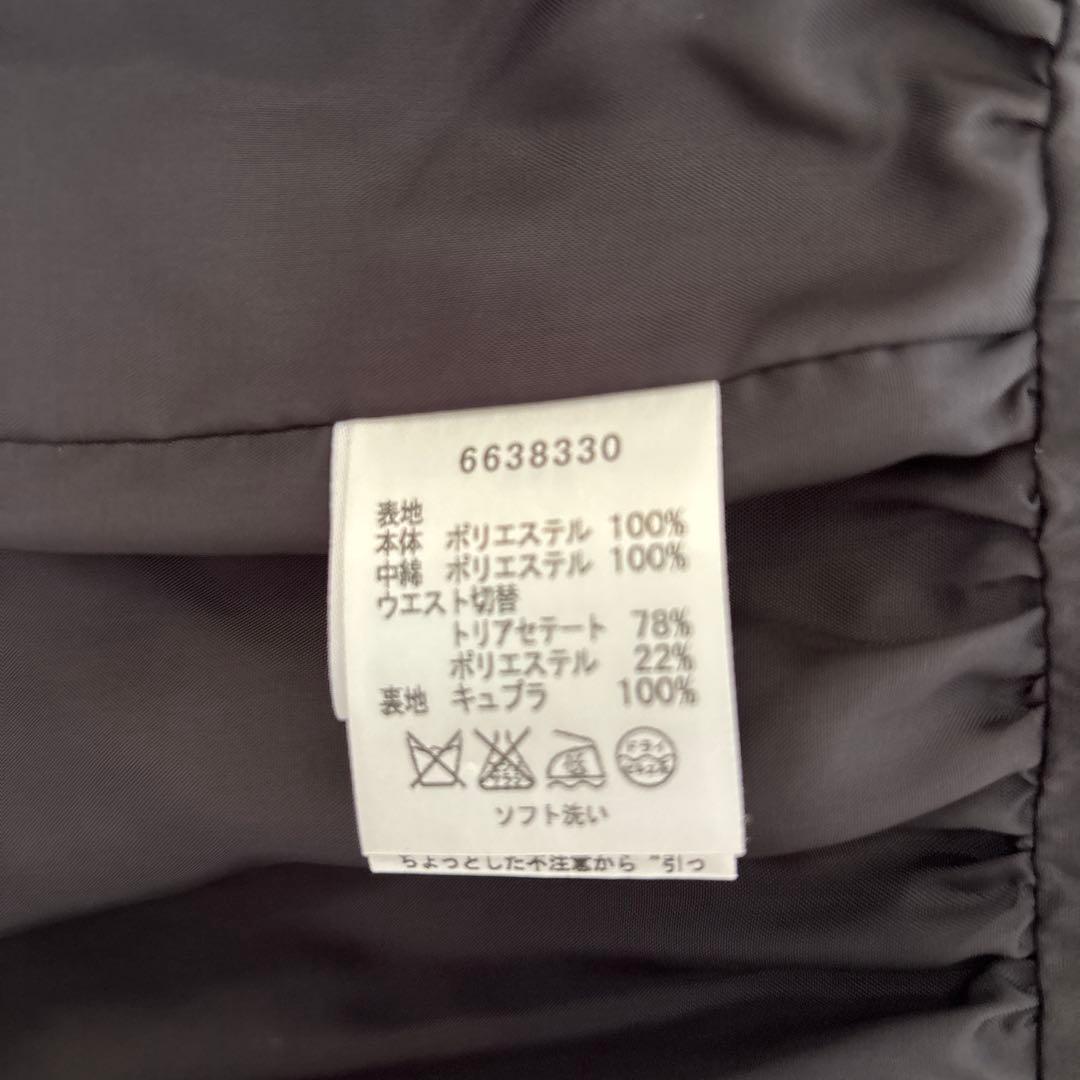 6638330
表地
本体 ポリエステル 100%
中綿 ポリエステル 100%
ウエスト切替
トリアセテート 78%
ポリエステル 22%
裏地 キュプラ 100%
ドライ
ソフト洗い
ちょっとした不注意から "引っ